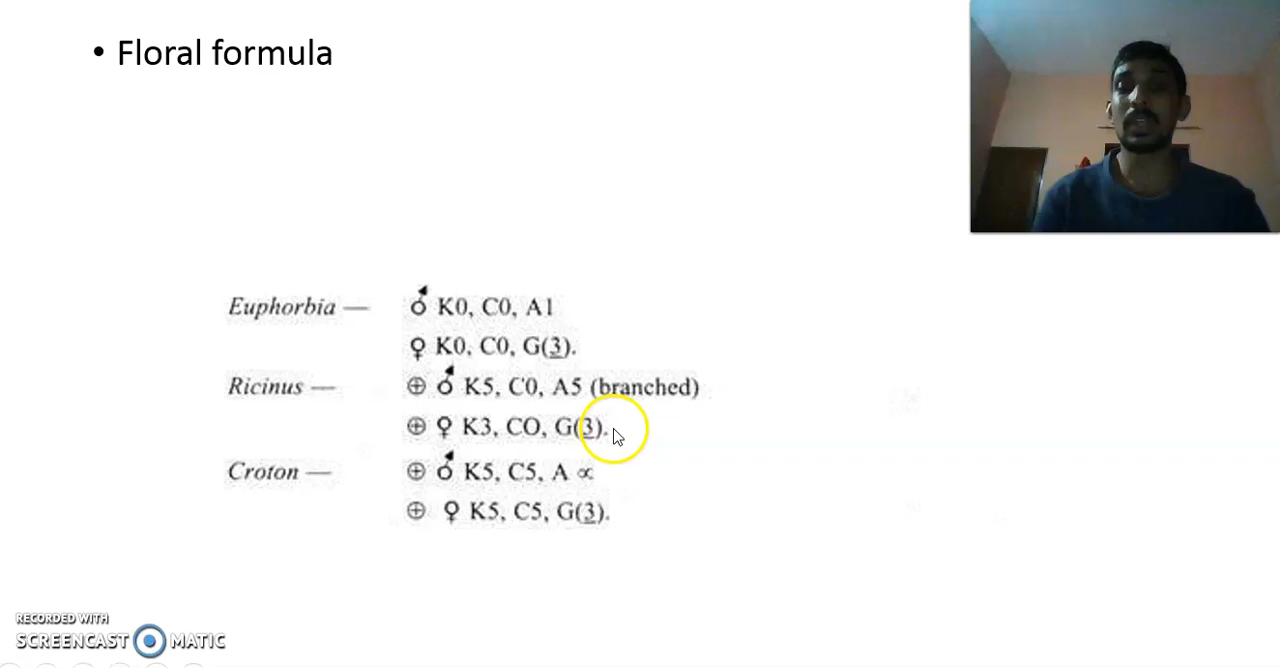 • Floral formula
Euphorbia — ♂ K0, C0, A1
♀ K0, C0, G(3̲).
Ricinus — ⊕ ♂ K5, C0, A5 (branched)
⊕ ♀ K3, CO, G(3̲).
Croton — ⊕ ♂ K5, C5, A ∝
⊕ ♀ K5, C5, G(3̲).
RECORDED WITH
SCREENCAST MATIC